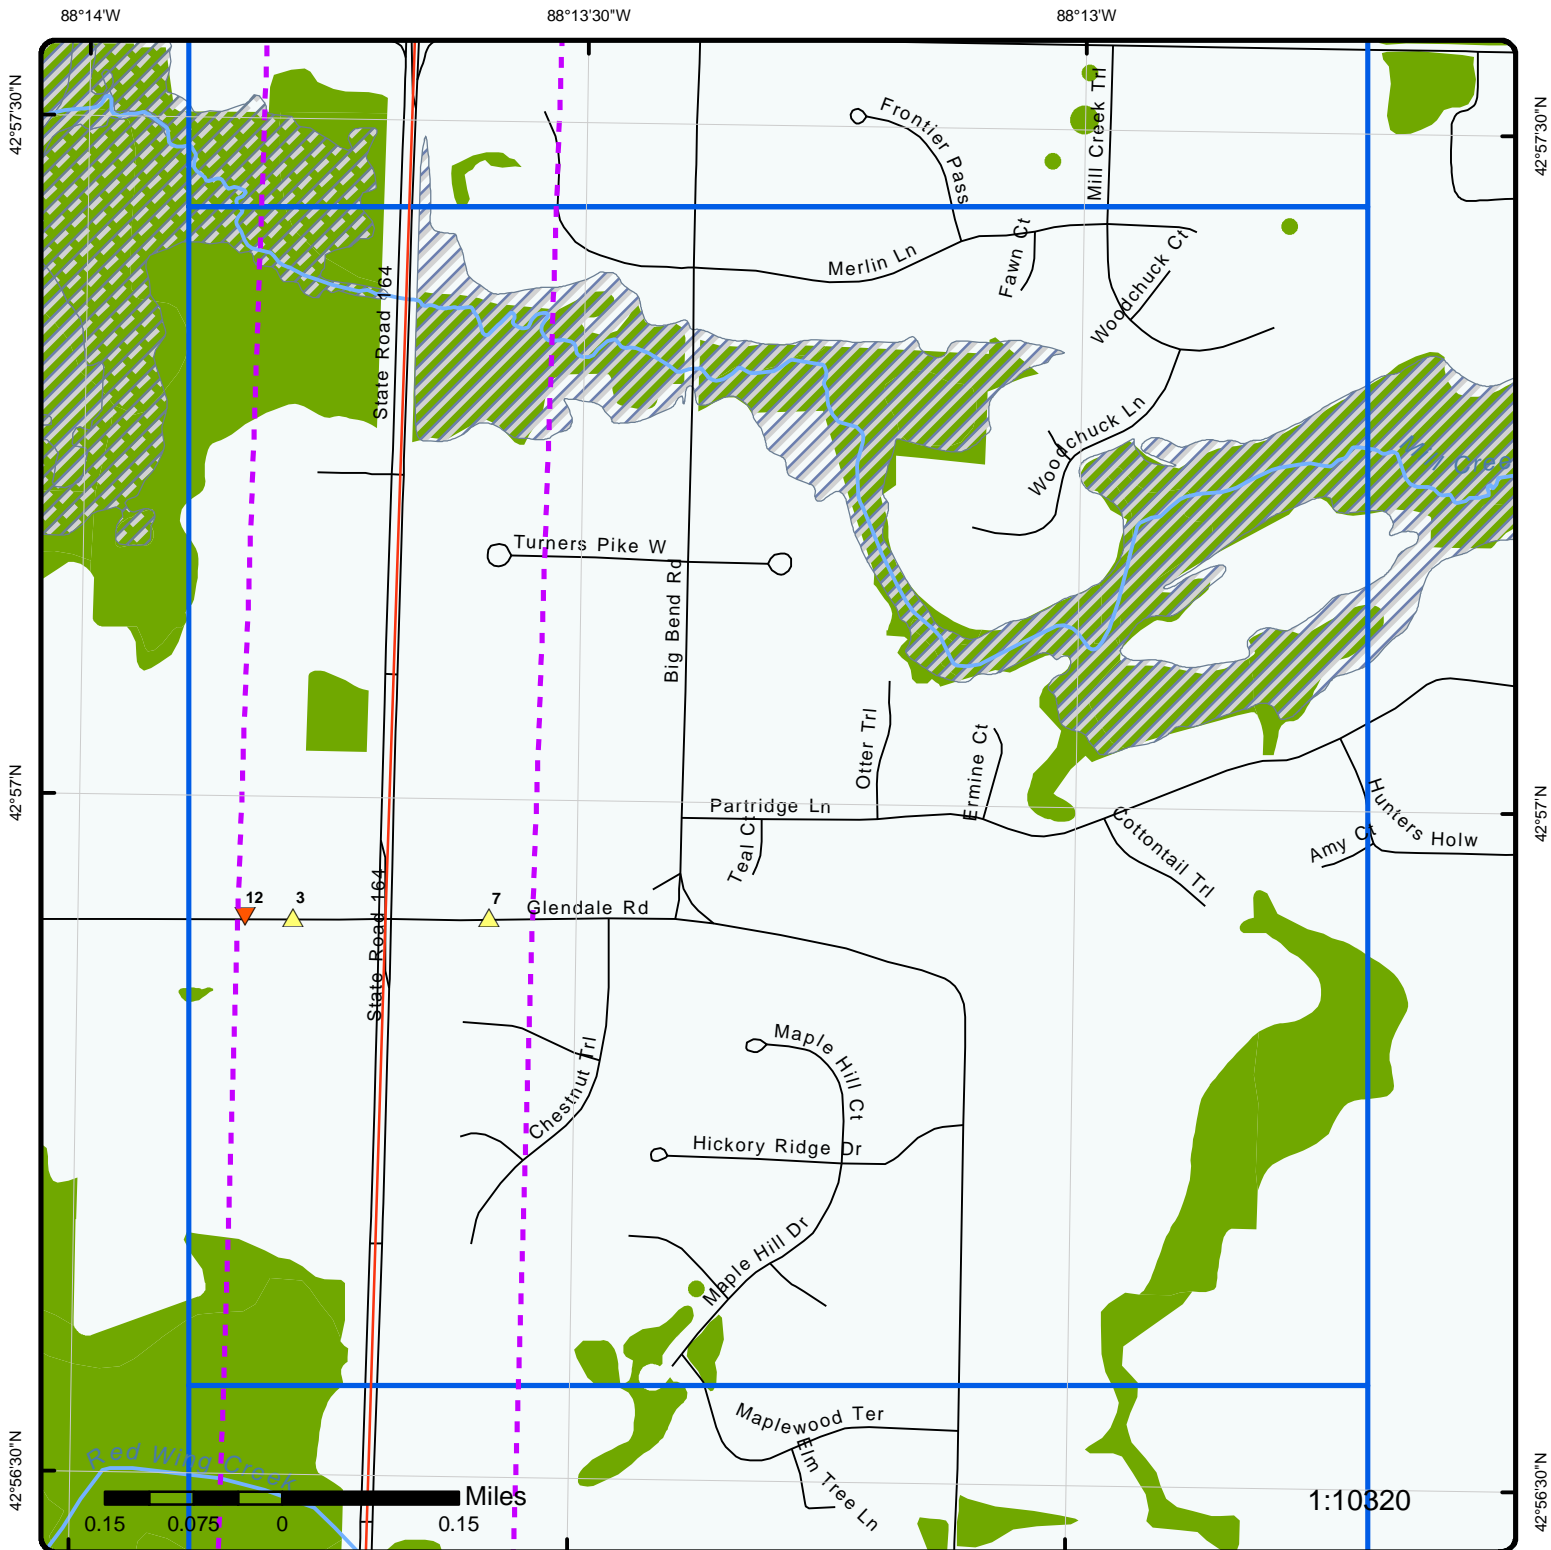 88°14'W
88°13'30"W
88°13'W
42°57'30"N
42°57'30"N
Frontier Pass
Mill Creek Trl
Fawn Ct
Merlin Ln
Woodchuck Ct
State Road 164
Woodchuck Ln
Mill Cree
Turners Pike W
Big Bend Rd
Otter Trl
Ermine Ct
42°57'N
42°57'N
Partridge Ln
Teal Ct
Cottontail Trl
Hunters Holw
Amy Ct
12
3
7
Glendale Rd
State Road 164
Chestnut Trl
Maple Hill Ct
Hickory Ridge Dr
Maple Hill Dr
Maplewood Ter
Elm Tree Ln
Red Wing Creek
42°56'30"N
42°56'30"N
Miles
0.15
0.075
0
0.15
1:10320